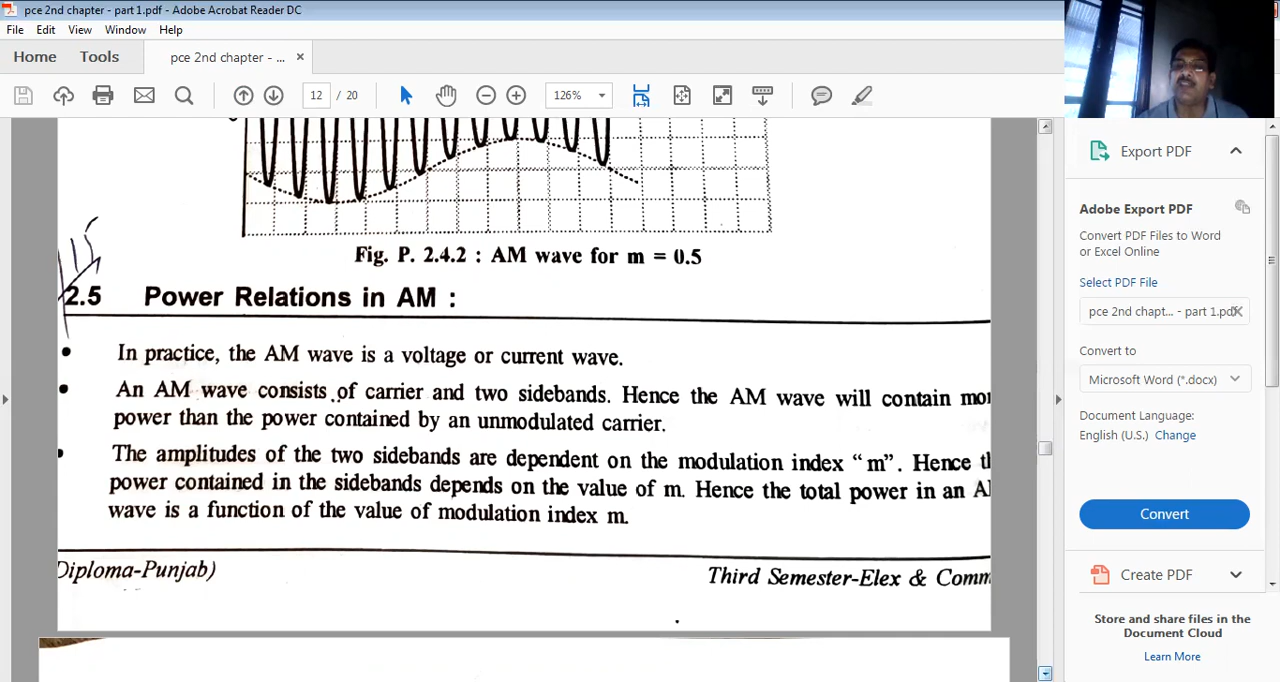 pce 2nd chapter - part 1.pdf - Adobe Acrobat Reader DC
File Edit View Window Help
Home Tools pce 2nd chapter - ... ×
12 / 20 126%
Export PDF
Adobe Export PDF
Convert PDF Files to Word
or Excel Online
Select PDF File
pce 2nd chapt... - part 1.pdf
Convert to
Microsoft Word (*.docx)
Document Language:
English (U.S.) Change
Convert
Create PDF
Store and share files in the
Document Cloud
Learn More
Fig. P. 2.4.2 : AM wave for m = 0.5
2.5 Power Relations in AM :
• In practice, the AM wave is a voltage or current wave.
• An AM wave consists of carrier and two sidebands. Hence the AM wave will contain mor
power than the power contained by an unmodulated carrier.
• The amplitudes of the two sidebands are dependent on the modulation index “m”. Hence th
power contained in the sidebands depends on the value of m. Hence the total power in an A
wave is a function of the value of modulation index m.
Diploma-Punjab) Third Semester-Elex & Comm